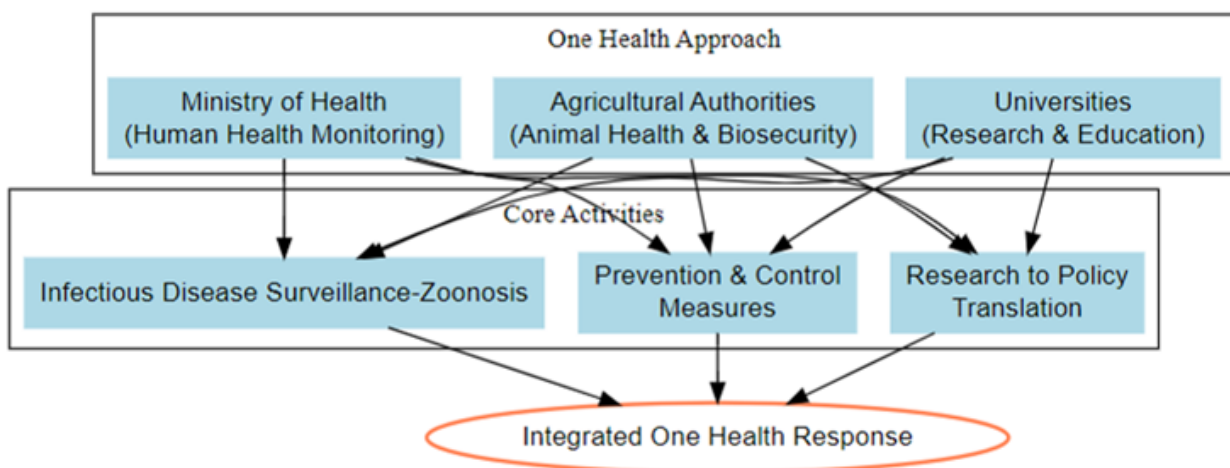 One Health Approach
Ministry of Health
(Human Health Monitoring)
Agricultural Authorities
(Animal Health & Biosecurity)
Universities
(Research & Education)
Core Activities
Infectious Disease Surveillance-Zoonosis
Prevention & Control
Measures
Research to Policy
Translation
Integrated One Health Response